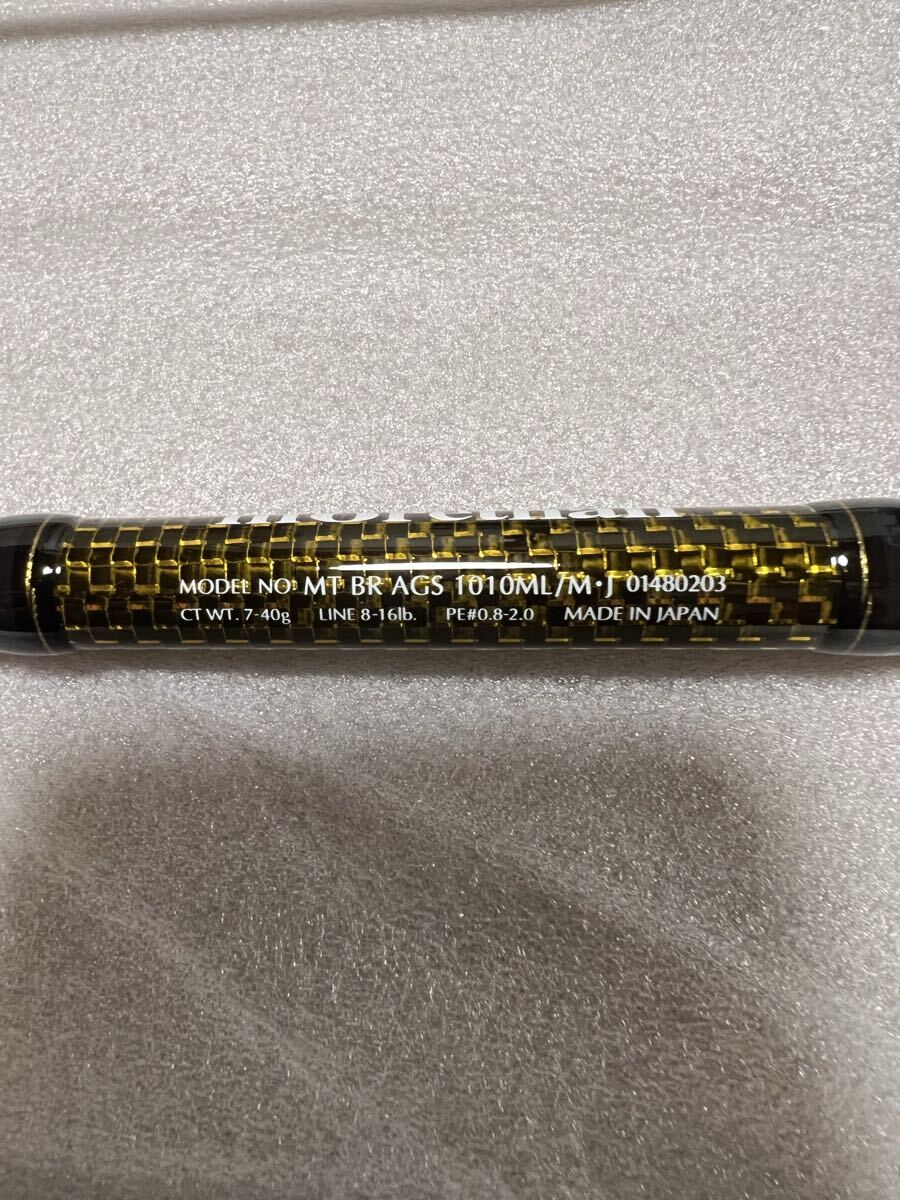 morethan
MODEL NO: MT BR AGS 1010ML/M·J 01480203
CT WT. 7-40g LINE 8-16lb. PE#0.8-2.0 MADE IN JAPAN